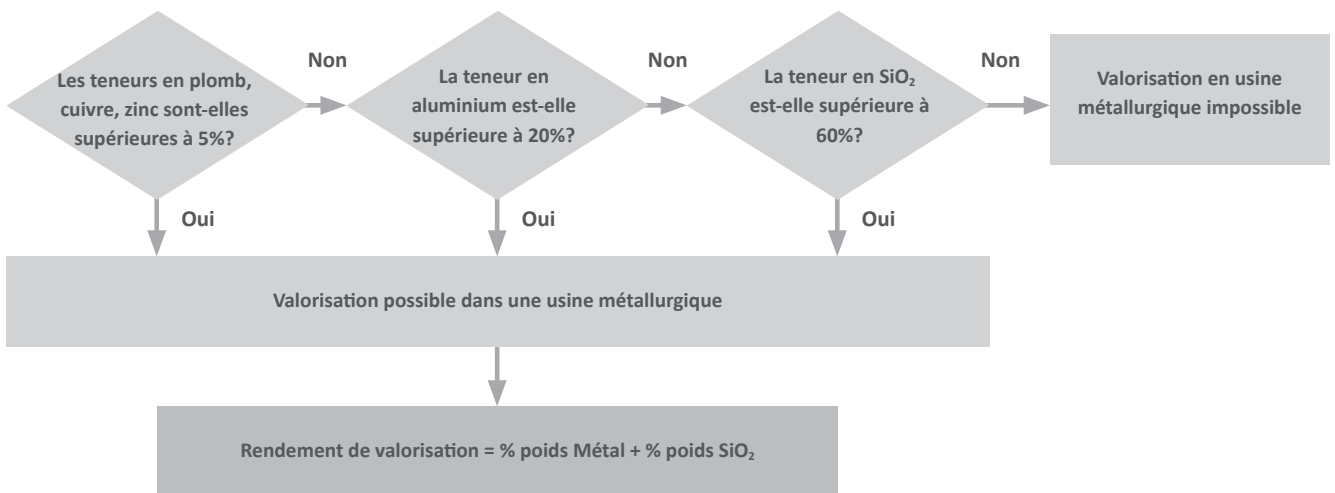 Les teneurs en plomb,
cuivre, zinc sont-elles
supérieures à 5%?
Non
La teneur en
aluminium est-elle
supérieure à 20%?
Non
La teneur en SiO₂
est-elle supérieure à
60%?
Non
Valorisation en usine
métallurgique impossible
Oui
Oui
Oui
Valorisation possible dans une usine métallurgique
Rendement de valorisation = % poids Métal + % poids SiO₂